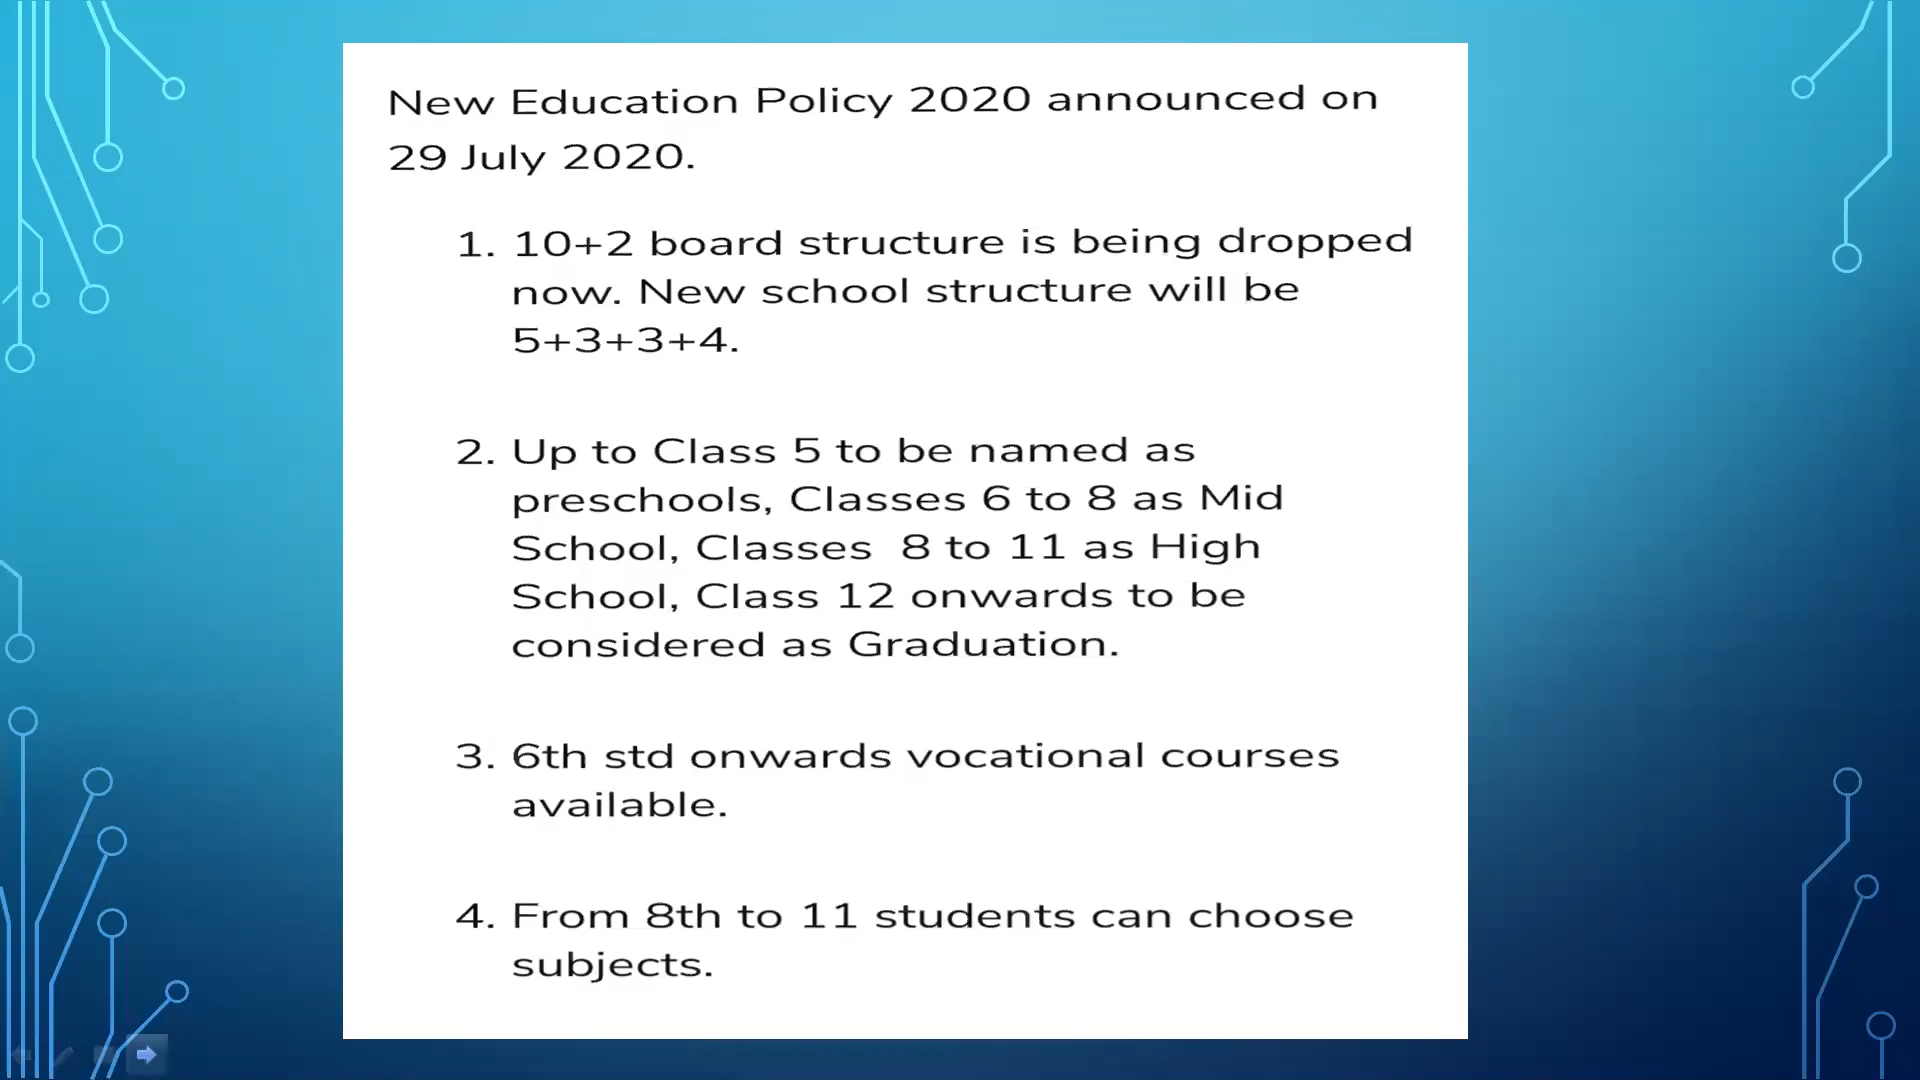 New Education Policy 2020 announced on
29 July 2020.
1. 10+2 board structure is being dropped
now. New school structure will be
5+3+3+4.
2. Up to Class 5 to be named as
preschools, Classes 6 to 8 as Mid
School, Classes  8 to 11 as High
School, Class 12 onwards to be
considered as Graduation.
3. 6th std onwards vocational courses
available.
4. From 8th to 11 students can choose
subjects.